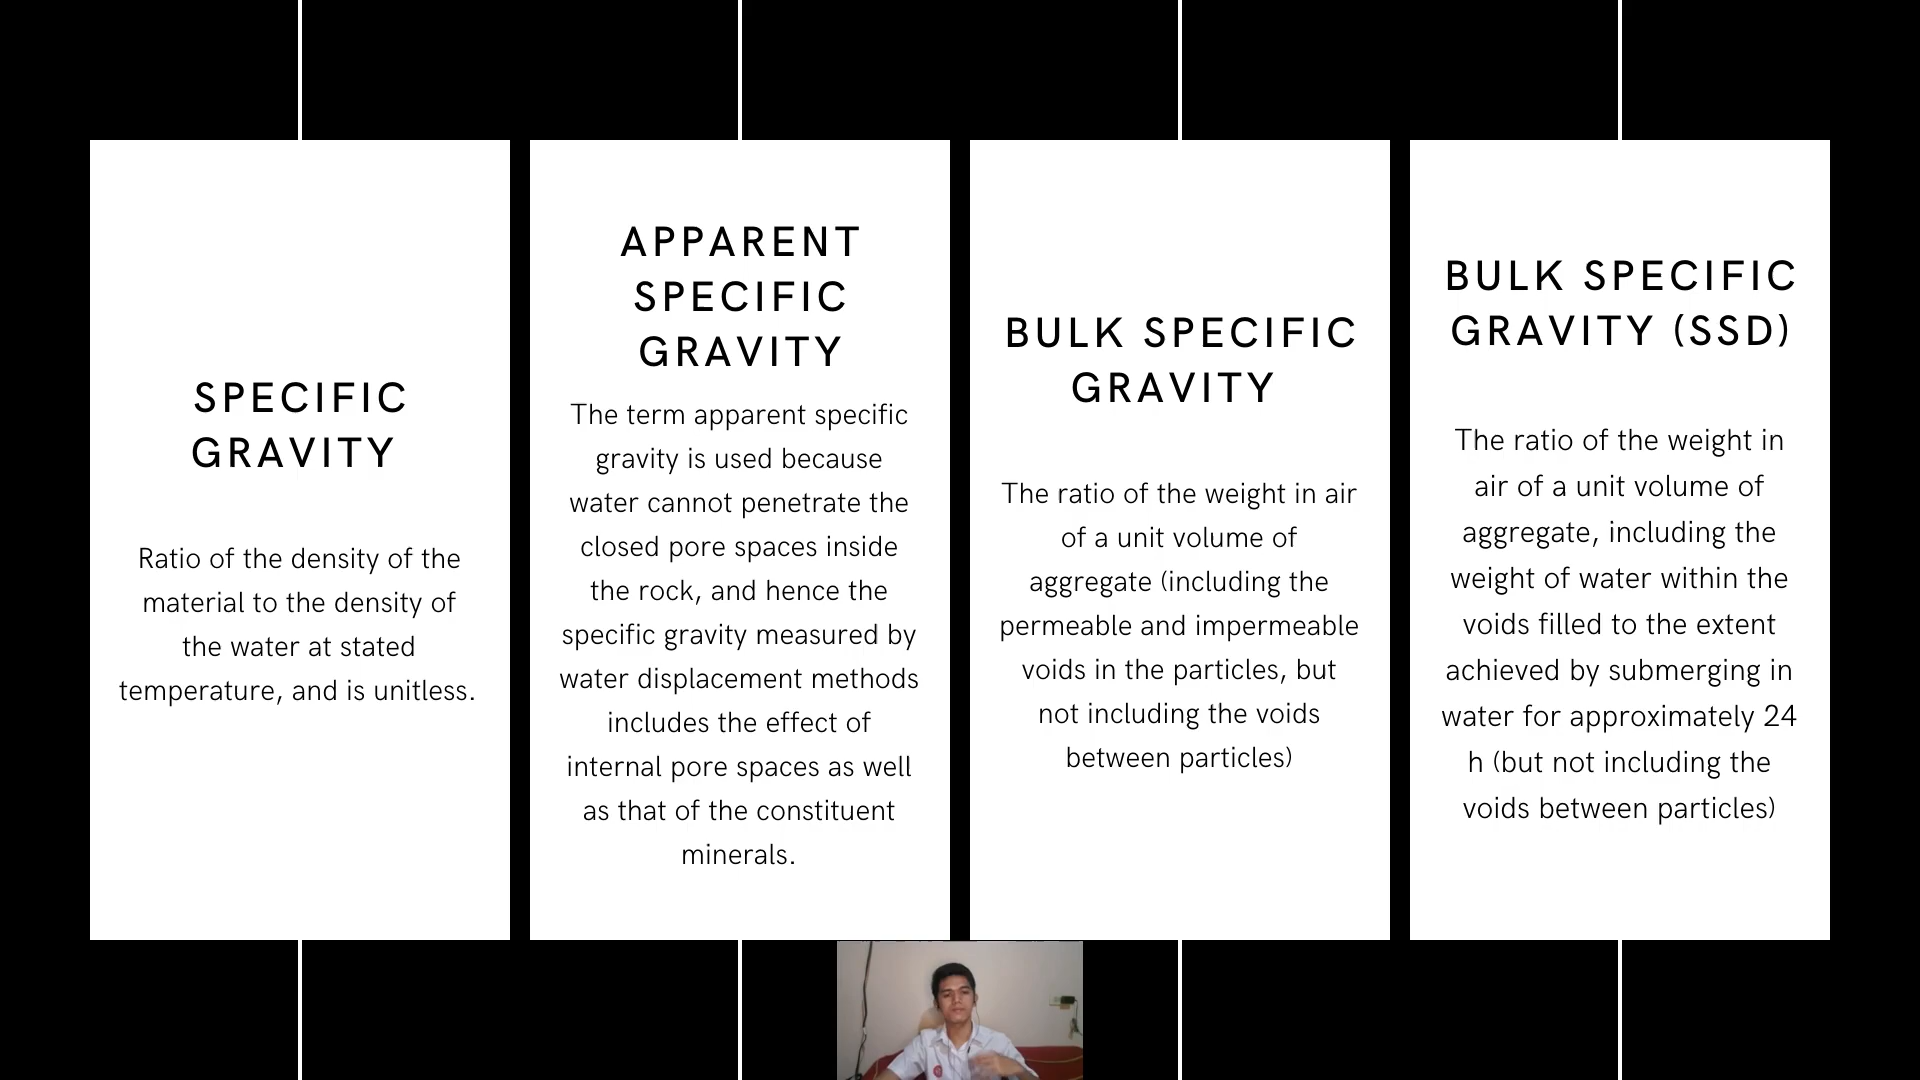 SPECIFIC
GRAVITY
Ratio of the density of the
material to the density of
the water at stated
temperature, and is unitless.
APPARENT
SPECIFIC
GRAVITY
The term apparent specific
gravity is used because
water cannot penetrate the
closed pore spaces inside
the rock, and hence the
specific gravity measured by
water displacement methods
includes the effect of
internal pore spaces as well
as that of the constituent
minerals.
BULK SPECIFIC
GRAVITY
The ratio of the weight in air
of a unit volume of
aggregate (including the
permeable and impermeable
voids in the particles, but
not including the voids
between particles)
BULK SPECIFIC
GRAVITY (SSD)
The ratio of the weight in
air of a unit volume of
aggregate, including the
weight of water within the
voids filled to the extent
achieved by submerging in
water for approximately 24
h (but not including the
voids between particles)